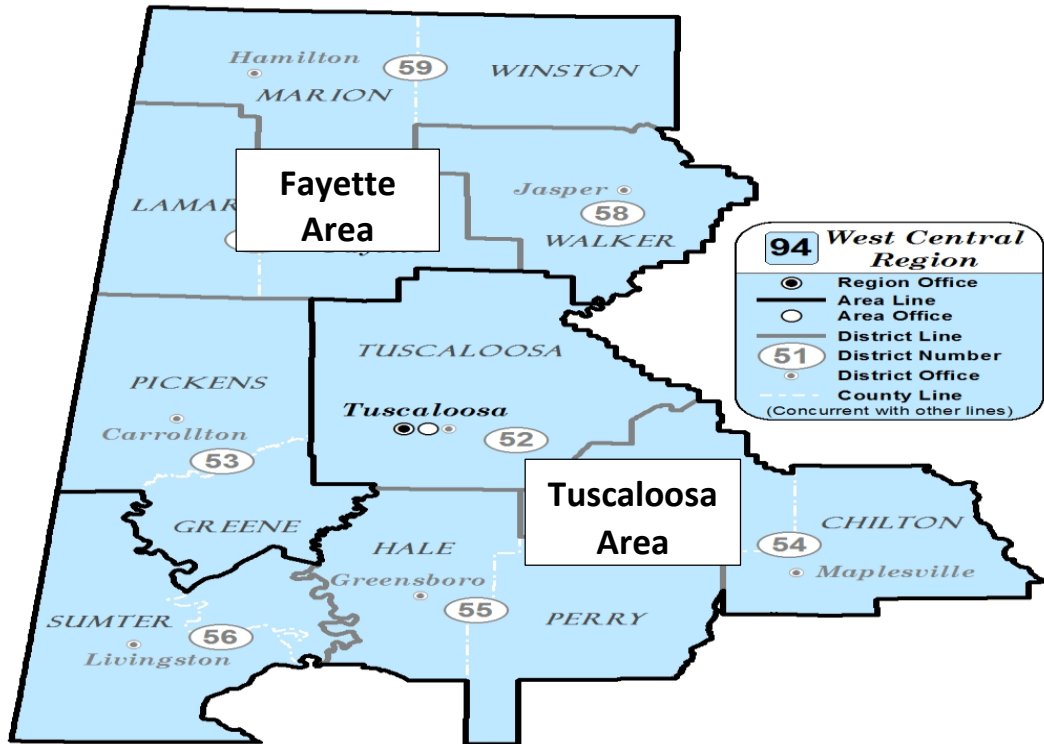 Hamilton
59
WINSTON
MARION
Fayette
Area
LAMAR
Jasper
58
WALKER
94 West Central
Region
Region Office
Area Line
Area Office
District Line
51 District Number
District Office
County Line
(Concurrent with other lines)
TUSCALOOSA
PICKENS
Tuscaloosa
Carrollton
52
53
Tuscaloosa
Area
GREENE
CHILTON
HALE
54
Greensboro
Maplesville
55
PERRY
SUMTER
56
Livingston